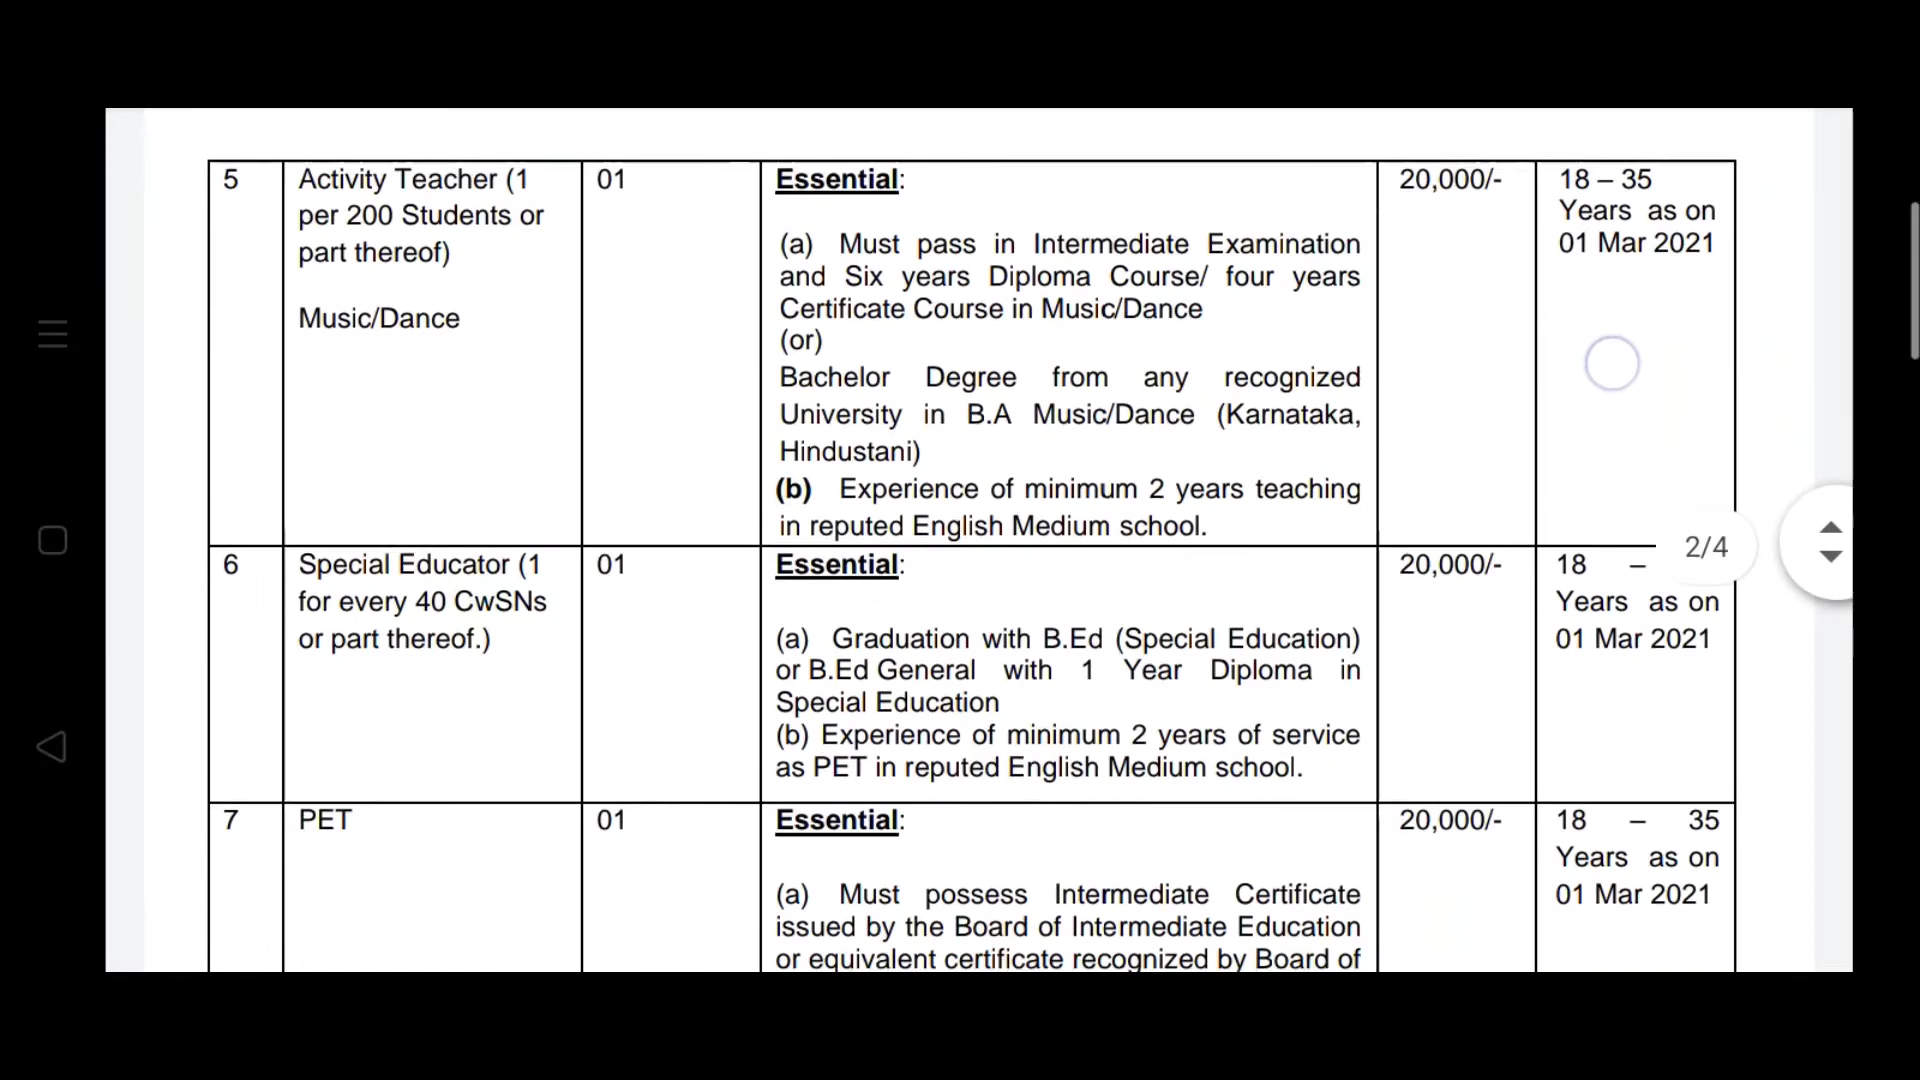 5
Activity Teacher (1
per 200 Students or
part thereof)
Music/Dance
01
Essential:
(a) Must pass in Intermediate Examination
and Six years Diploma Course/ four years
Certificate Course in Music/Dance
(or)
Bachelor Degree from any recognized
University in B.A Music/Dance (Karnataka,
Hindustani)
(b) Experience of minimum 2 years teaching
in reputed English Medium school.
20,000/-
18 – 35
Years as on
01 Mar 2021
6
Special Educator (1
for every 40 CwSNs
or part thereof.)
01
Essential:
(a) Graduation with B.Ed (Special Education)
or B.Ed General with 1 Year Diploma in
Special Education
(b) Experience of minimum 2 years of service
as PET in reputed English Medium school.
20,000/-
18 –
Years as on
01 Mar 2021
2/4
7
PET
01
Essential:
(a) Must possess Intermediate Certificate
issued by the Board of Intermediate Education
or equivalent certificate recognized by Board of
20,000/-
18 – 35
Years as on
01 Mar 2021